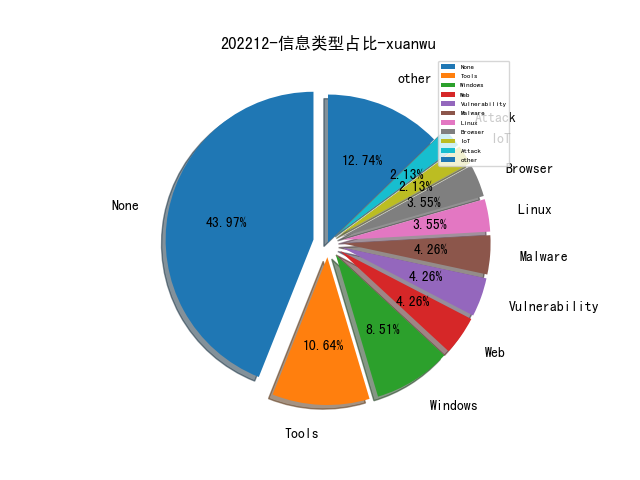 202212-信息类型占比-xuanwu
None
Tools
Windows
Web
Vulnerability
Malware
Linux
Browser
IoT
Attack
other
other
Attack
IoT
Browser
Linux
Malware
Vulnerability
Web
Windows
Tools
None
12.74%
2.13%
2.13%
3.55%
3.55%
4.26%
4.26%
4.26%
8.51%
10.64%
43.97%